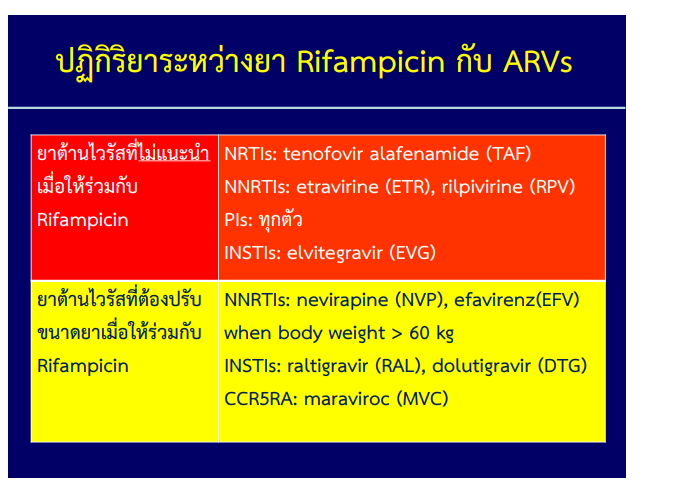 ปฏิกิริยาระหว่างยา Rifampicin กับ ARVs
ยาต้านไวรัสที่ไม่แนะนำ
เมื่อให้ร่วมกับ
Rifampicin
NRTIs: tenofovir alafenamide (TAF)
NNRTIs: etravirine (ETR), rilpivirine (RPV)
PIs: ทุกตัว
INSTIs: elvitegravir (EVG)
ยาต้านไวรัสที่ต้องปรับ
ขนาดยาเมื่อให้ร่วมกับ
Rifampicin
NNRTIs: nevirapine (NVP), efavirenz(EFV)
when body weight > 60 kg
INSTIs: raltigravir (RAL), dolutigravir (DTG)
CCR5RA: maraviroc (MVC)